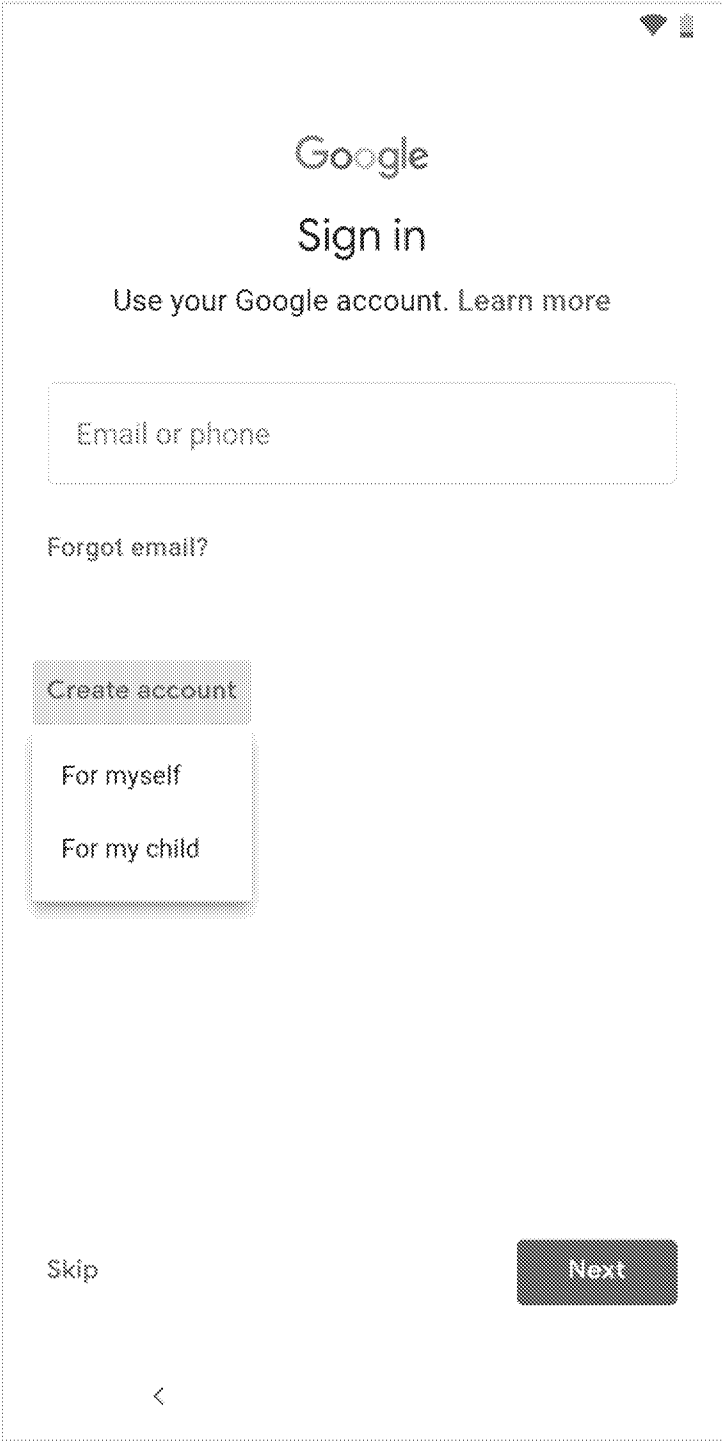 Google
Sign in
Use your Google account. Learn more
Email or phone
Forgot email?
Create account
For myself
For my child
Skip
Next